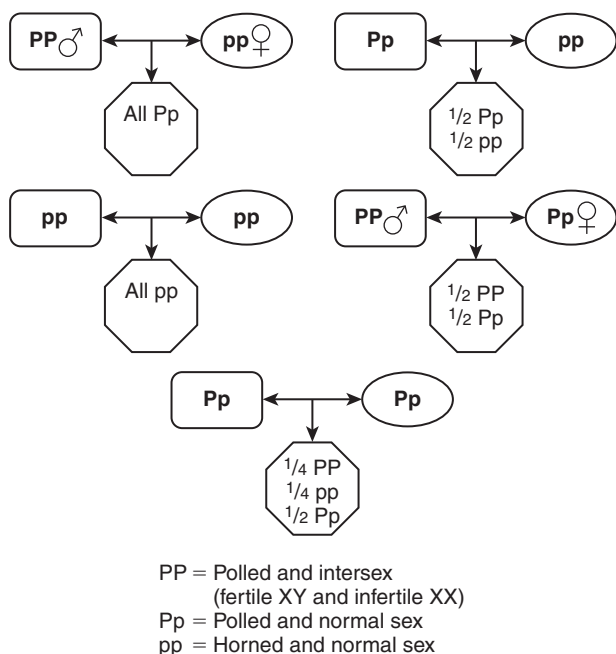 PP♂ pp♀
All Pp
Pp pp
1/2 Pp
1/2 pp
pp pp
All pp
PP♂ Pp♀
1/2 PP
1/2 Pp
Pp Pp
1/4 PP
1/4 pp
1/2 Pp
PP = Polled and intersex
(fertile XY and infertile XX)
Pp = Polled and normal sex
pp = Horned and normal sex